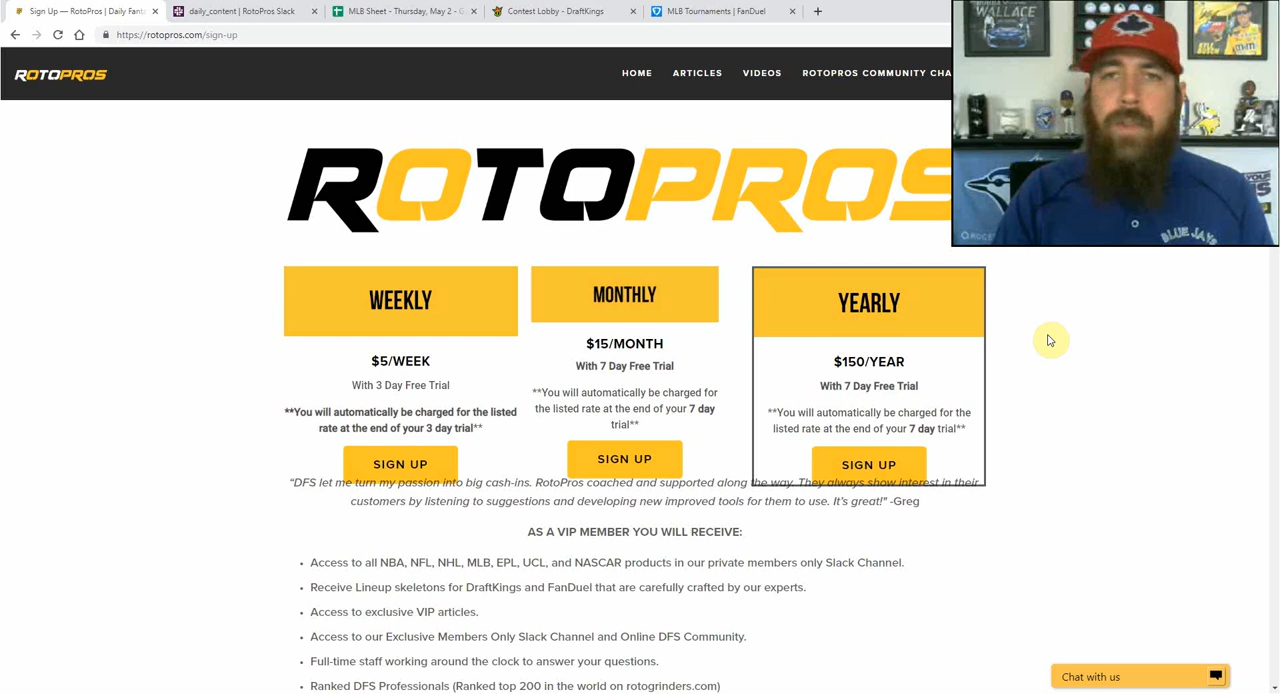 Sign Up — RotoPros | Daily Fanta
daily_content | RotoPros Slack
MLB Sheet - Thursday, May 2 - G
Contest Lobby - DraftKings
MLB Tournaments | FanDuel
https://rotopros.com/sign-up
ROTOPROS
HOME
ARTICLES
VIDEOS
ROTOPROS COMMUNITY CHA
WALLACE
ROTOPROS
BLUE JAYS
WEEKLY
$5/WEEK
With 3 Day Free Trial
**You will automatically be charged for the listed
rate at the end of your 3 day trial**
SIGN UP
MONTHLY
$15/MONTH
With 7 Day Free Trial
**You will automatically be charged for
the listed rate at the end of your 7 day
trial**
SIGN UP
YEARLY
$150/YEAR
With 7 Day Free Trial
**You will automatically be charged for the
listed rate at the end of your 7 day trial**
SIGN UP
“DFS let me turn my passion into big cash-ins. RotoPros coached and supported along the way. They always show interest in their
customers by listening to suggestions and developing new improved tools for them to use. It’s great!” -Greg
AS A VIP MEMBER YOU WILL RECEIVE:
• Access to all NBA, NFL, NHL, MLB, EPL, UCL, and NASCAR products in our private members only Slack Channel.
• Receive Lineup skeletons for DraftKings and FanDuel that are carefully crafted by our experts.
• Access to exclusive VIP articles.
• Access to our Exclusive Members Only Slack Channel and Online DFS Community.
• Full-time staff working around the clock to answer your questions.
• Ranked DFS Professionals (Ranked top 200 in the world on rotogrinders.com)
Chat with us